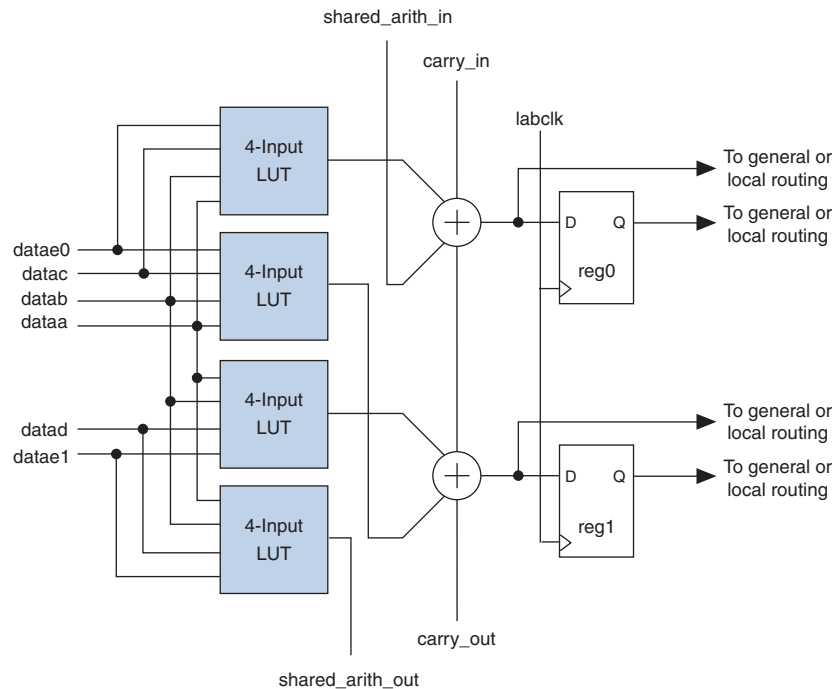 shared_arith_in
carry_in
labclk
4-Input
LUT
To general or
local routing
D Q
reg0
To general or
local routing
datae0
datac
datab
dataa
4-Input
LUT
4-Input
LUT
To general or
local routing
datad
datae1
D Q
reg1
To general or
local routing
4-Input
LUT
carry_out
shared_arith_out